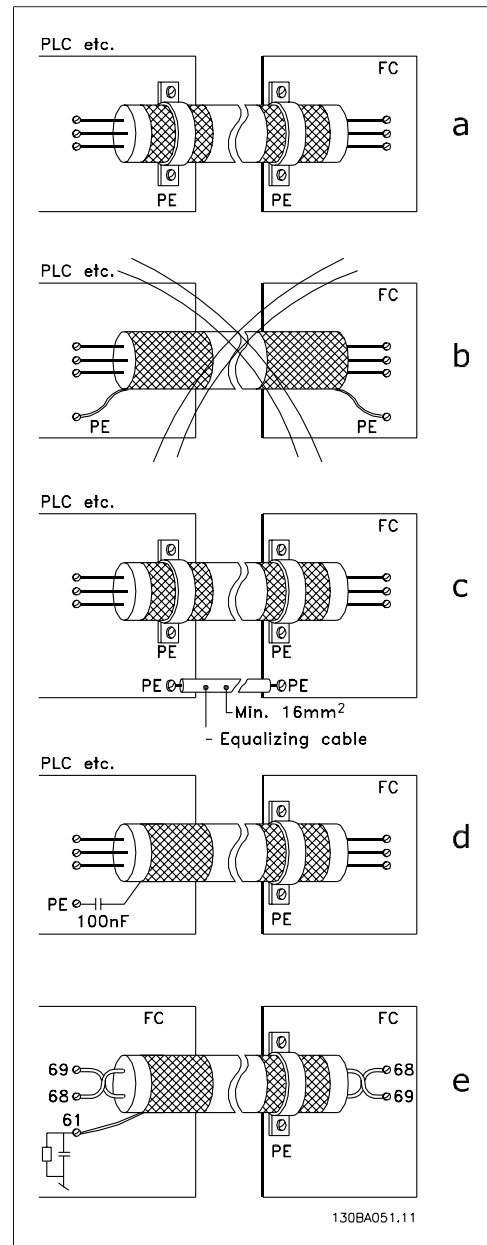 PLC etc.
FC
a
PE
PE
PLC etc.
FC
b
PE
PE
PLC etc.
FC
c
PE
PE
PE
PE
Min. 16mm²
Equalizing cable
PLC etc.
FC
d
PE
100nF
PE
FC
FC
e
69
68
68
69
61
PE
130BA051.11